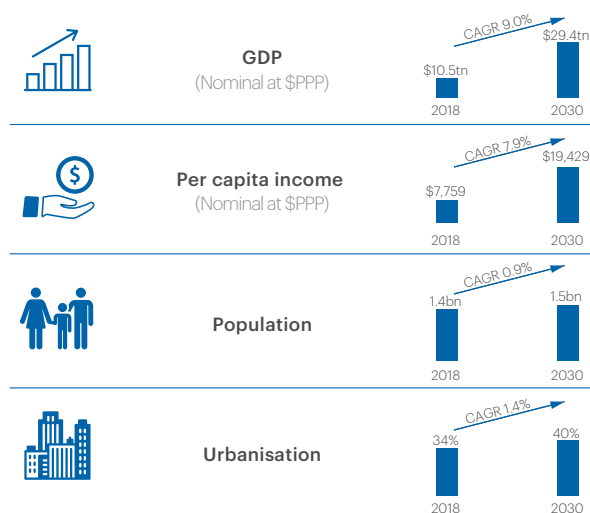 GDP
(Nominal at $PPP)
CAGR 9.0%
$10.5tn
$29.4tn
2018
2030
$
Per capita income
(Nominal at $PPP)
CAGR 7.9%
$7,759
$19,429
2018
2030
Population
CAGR 0.9%
1.4bn
1.5bn
2018
2030
Urbanisation
CAGR 1.4%
34%
40%
2018
2030